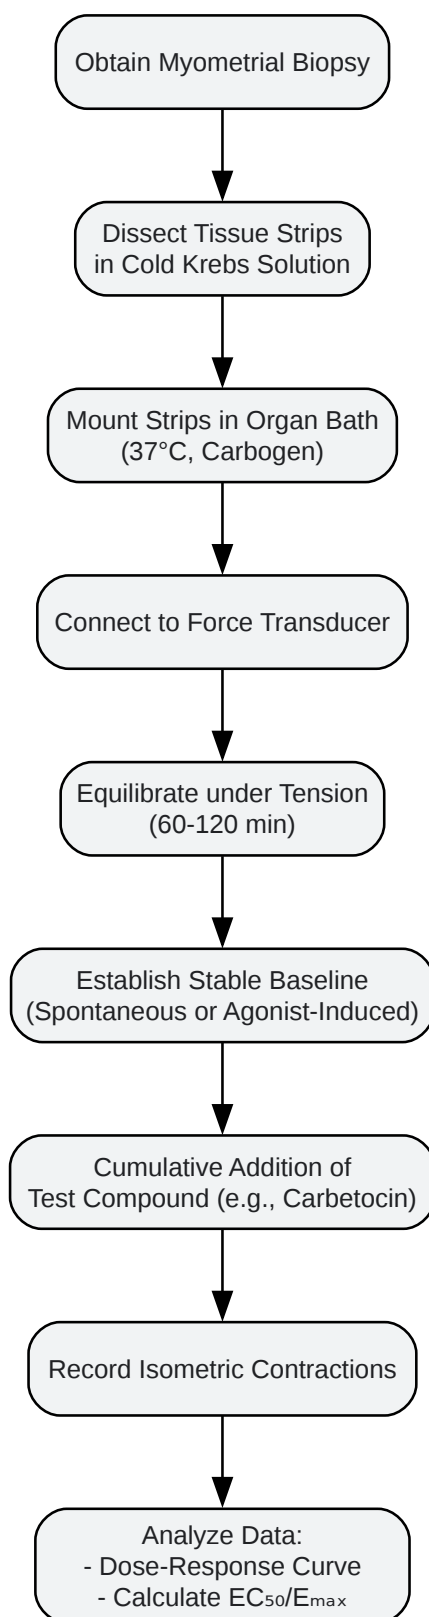 Obtain Myometrial Biopsy
Dissect Tissue Strips
in Cold Krebs Solution
Mount Strips in Organ Bath
(37°C, Carbogen)
Connect to Force Transducer
Equilibrate under Tension
(60-120 min)
Establish Stable Baseline
(Spontaneous or Agonist-Induced)
Cumulative Addition of
Test Compound (e.g., Carbetocin)
Record Isometric Contractions
Analyze Data:
- Dose-Response Curve
- Calculate EC₅₀/Eₘₐₓ